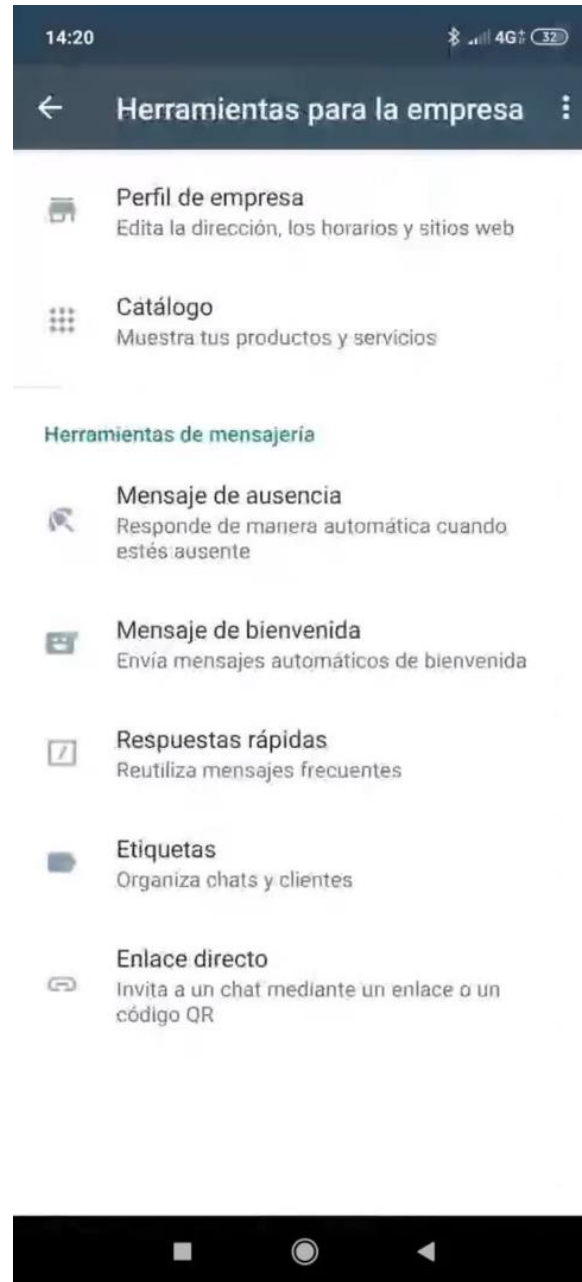 14:20
4G 32
Herramientas para la empresa
Perfil de empresa
Edita la dirección, los horarios y sitios web
Catálogo
Muestra tus productos y servicios
Herramientas de mensajería
Mensaje de ausencia
Responde de manera automática cuando
estés ausente
Mensaje de bienvenida
Envía mensajes automáticos de bienvenida
Respuestas rápidas
Reutiliza mensajes frecuentes
Etiquetas
Organiza chats y clientes
Enlace directo
Invita a un chat mediante un enlace o un
código QR